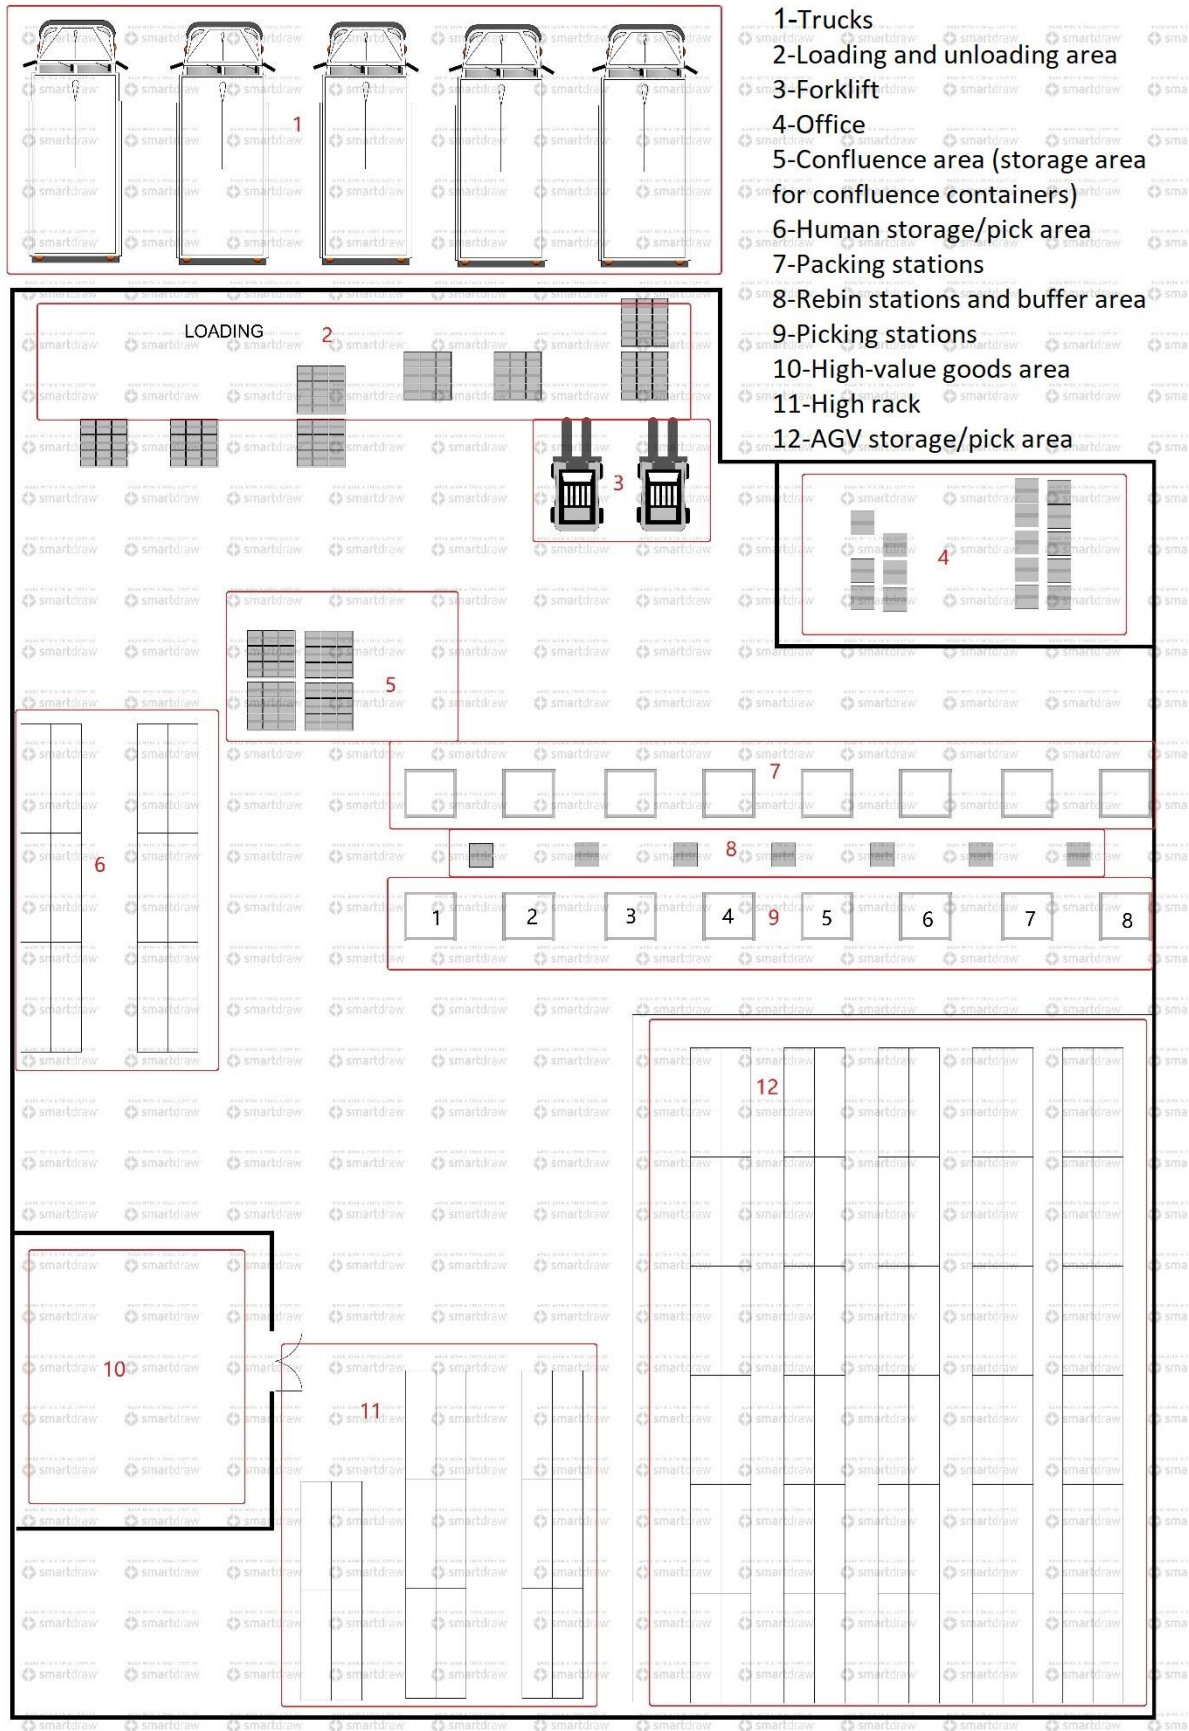 1-Trucks
2-Loading and unloading area
3-Forklift
4-Office
5-Confluence area (storage area
for confluence containers)
6-Human storage/pick area
7-Packing stations
8-Rebin stations and buffer area
9-Picking stations
10-High-value goods area
11-High rack
12-AGV storage/pick area
1
LOADING
2
3
4
5
6
7
8
1 2 3 4 9 5 6 7 8
12
10
11
smartdraw